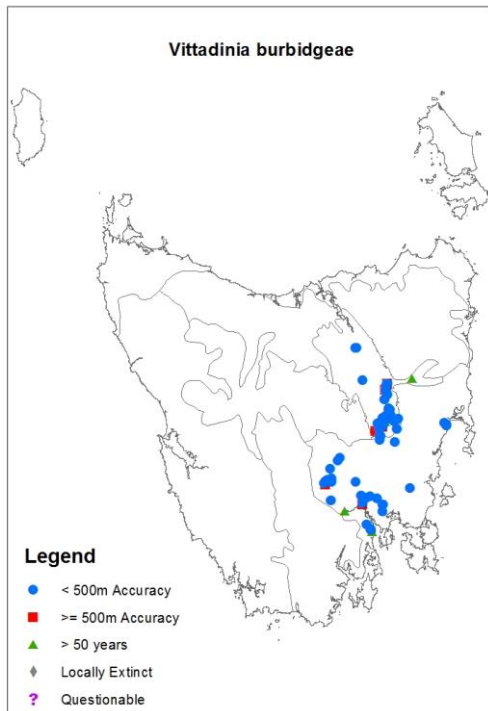 Vittadinia burbidgeae
Legend
< 500m Accuracy
>= 500m Accuracy
> 50 years
Locally Extinct
? Questionable